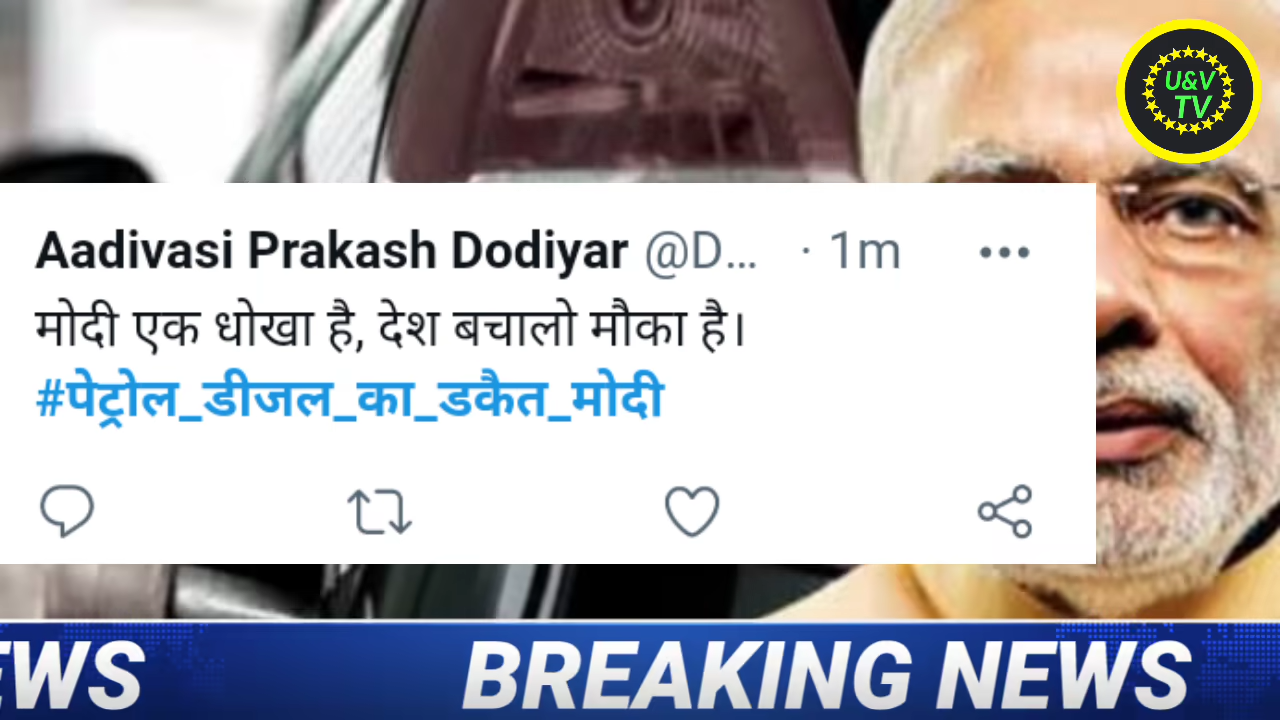 U&V
TV
Aadivasi Prakash Dodiyar @D... · 1m
मोदी एक धोखा है, देश बचालो मौका है।
#पेट्रोल_डीजल_का_डकैत_मोदी
EWS BREAKING NEWS